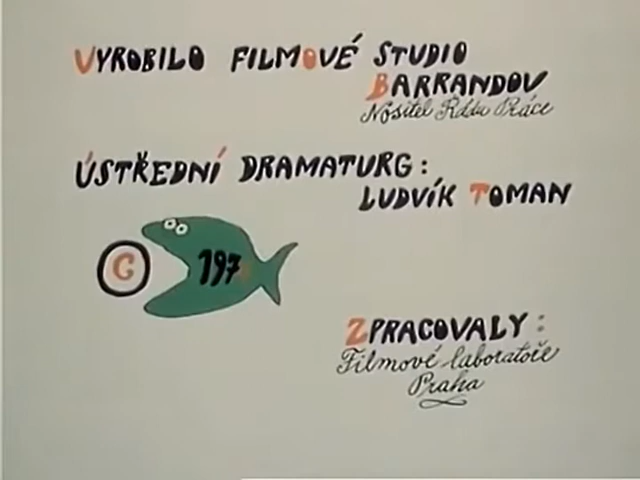 VYROBILO FILMOVÉ STUDIO
BARRANDOV
Nositel Řádu Práce
ÚSTŘEDNÍ DRAMATURG:
LUDVÍK TOMAN
C
197
ZPRACOVALY:
Filmové laboratoře
Praha